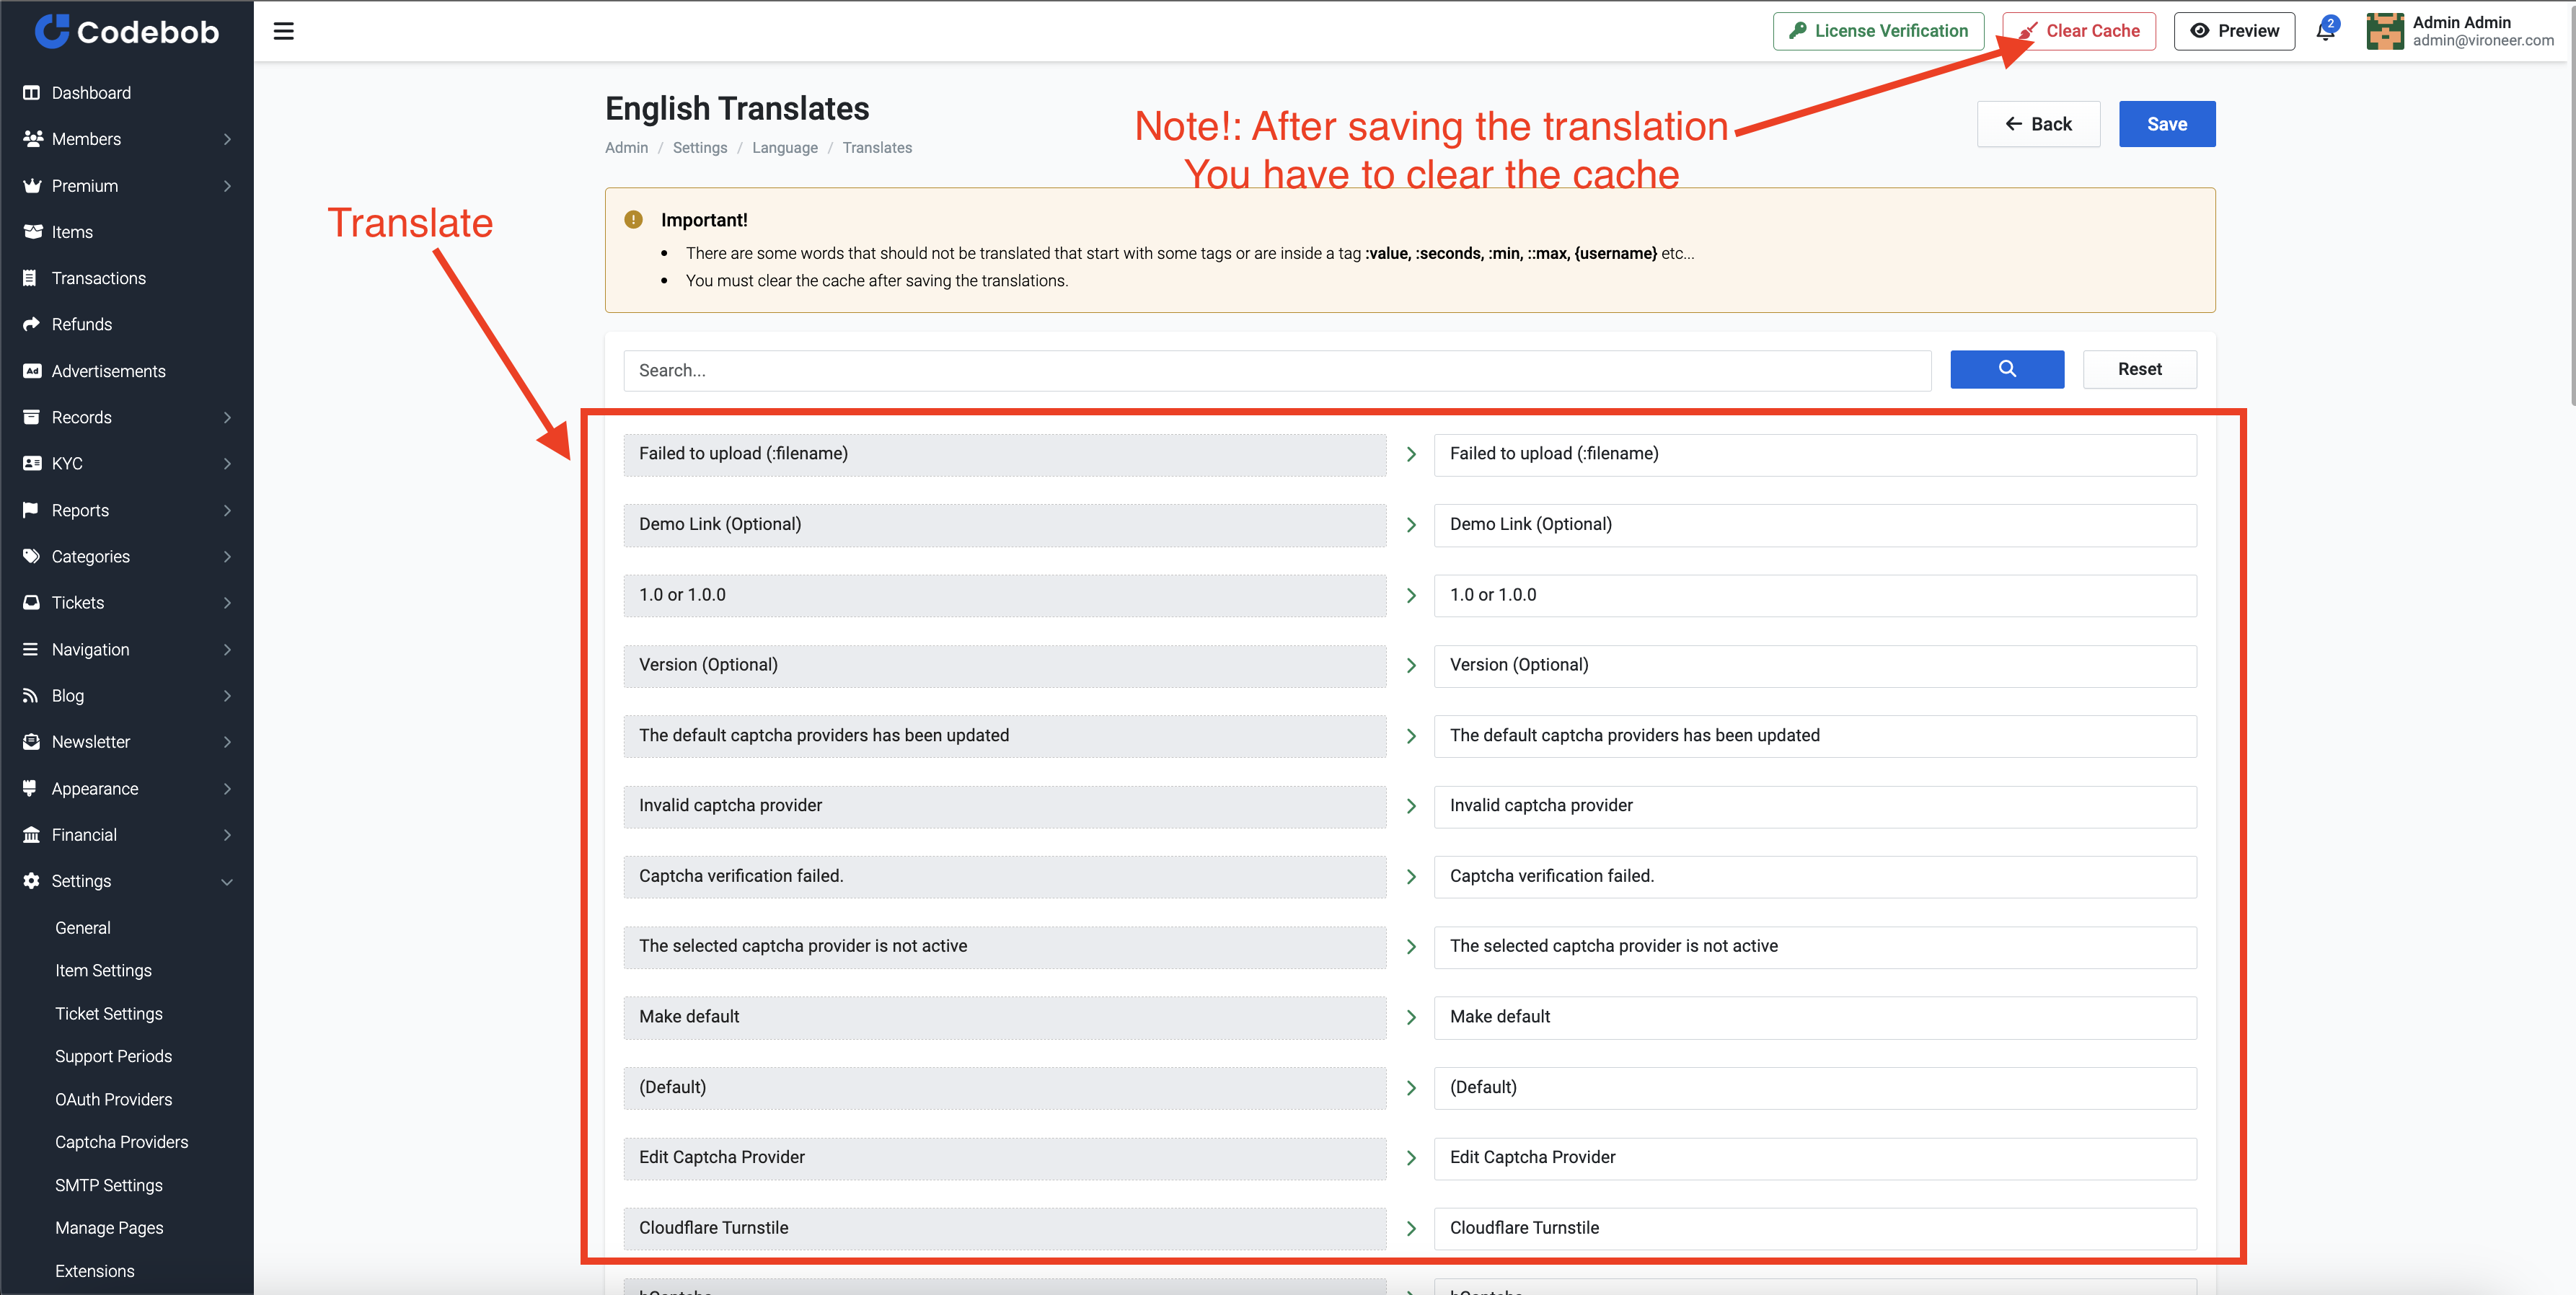 Codebob
License Verification
Clear Cache
Preview
2
Admin Admin
admin@vironeer.com
Dashboard
Members
Premium
Items
Transactions
Refunds
Ad Advertisements
Records
KYC
Reports
Categories
Tickets
Navigation
Blog
Newsletter
Appearance
Financial
Settings
General
Item Settings
Ticket Settings
Support Periods
OAuth Providers
Captcha Providers
SMTP Settings
Manage Pages
Extensions
English Translates
Admin / Settings / Language / Translates
Note!: After saving the translation
You have to clear the cache
Back
Save
Translate
Important!
There are some words that should not be translated that start with some tags or are inside a tag :value, :seconds, :min, ::max, {username} etc...
You must clear the cache after saving the translations.
Search...
Reset
Failed to upload (:filename)
Failed to upload (:filename)
Demo Link (Optional)
Demo Link (Optional)
1.0 or 1.0.0
1.0 or 1.0.0
Version (Optional)
Version (Optional)
The default captcha providers has been updated
The default captcha providers has been updated
Invalid captcha provider
Invalid captcha provider
Captcha verification failed.
Captcha verification failed.
The selected captcha provider is not active
The selected captcha provider is not active
Make default
Make default
(Default)
(Default)
Edit Captcha Provider
Edit Captcha Provider
Cloudflare Turnstile
Cloudflare Turnstile